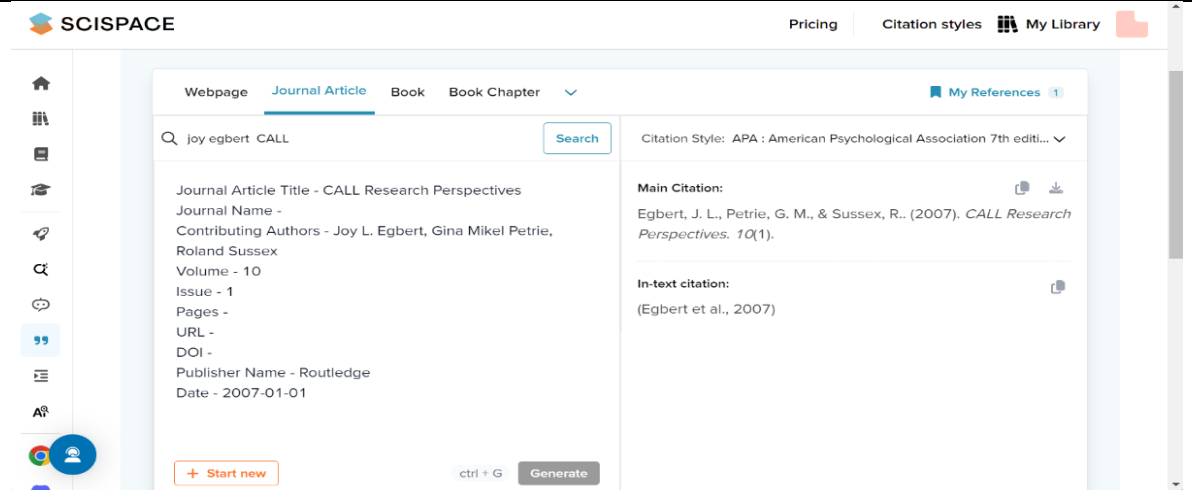 SCISPACE
Pricing
Citation styles
My Library
Webpage
Journal Article
Book
Book Chapter
My References 1
joy egbert CALL
Search
Citation Style: APA : American Psychological Association 7th editi...
Journal Article Title - CALL Research Perspectives
Journal Name -
Contributing Authors - Joy L. Egbert, Gina Mikel Petrie,
Roland Sussex
Volume - 10
Issue - 1
Pages -
URL -
DOI -
Publisher Name - Routledge
Date - 2007-01-01
+ Start new
ctrl + G
Generate
Main Citation:
Egbert, J. L., Petrie, G. M., & Sussex, R.. (2007). CALL Research
Perspectives. 10(1).
In-text citation:
(Egbert et al., 2007)